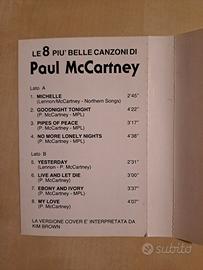 LE 8 PIU' BELLE CANZONI DI
Paul McCartney
Lato A
1. MICHELLE 2'45"
(Lennon/McCartney - Northern Songs)
2. GOODNIGHT TONIGHT 4'22"
(P. McCartney - MPL)
3. PIPES OF PEACE 3'17"
(P. McCartney - MPL)
4. NO MORE LONELY NIGHTS 4'38"
(P. McCartney - MPL)
Lato B
5. YESTERDAY 2'31"
(Lennon - P. McCartney)
6. LIVE AND LET DIE 3'00"
(P. McCartney - MPL)
7. EBONY AND IVORY 3'37"
(P. McCartney - MPL)
8. MY LOVE 4'07"
(P. McCartney - MPL)
LA VERSIONE COVER E' INTERPRETATA DA
KIM BROWN
subito